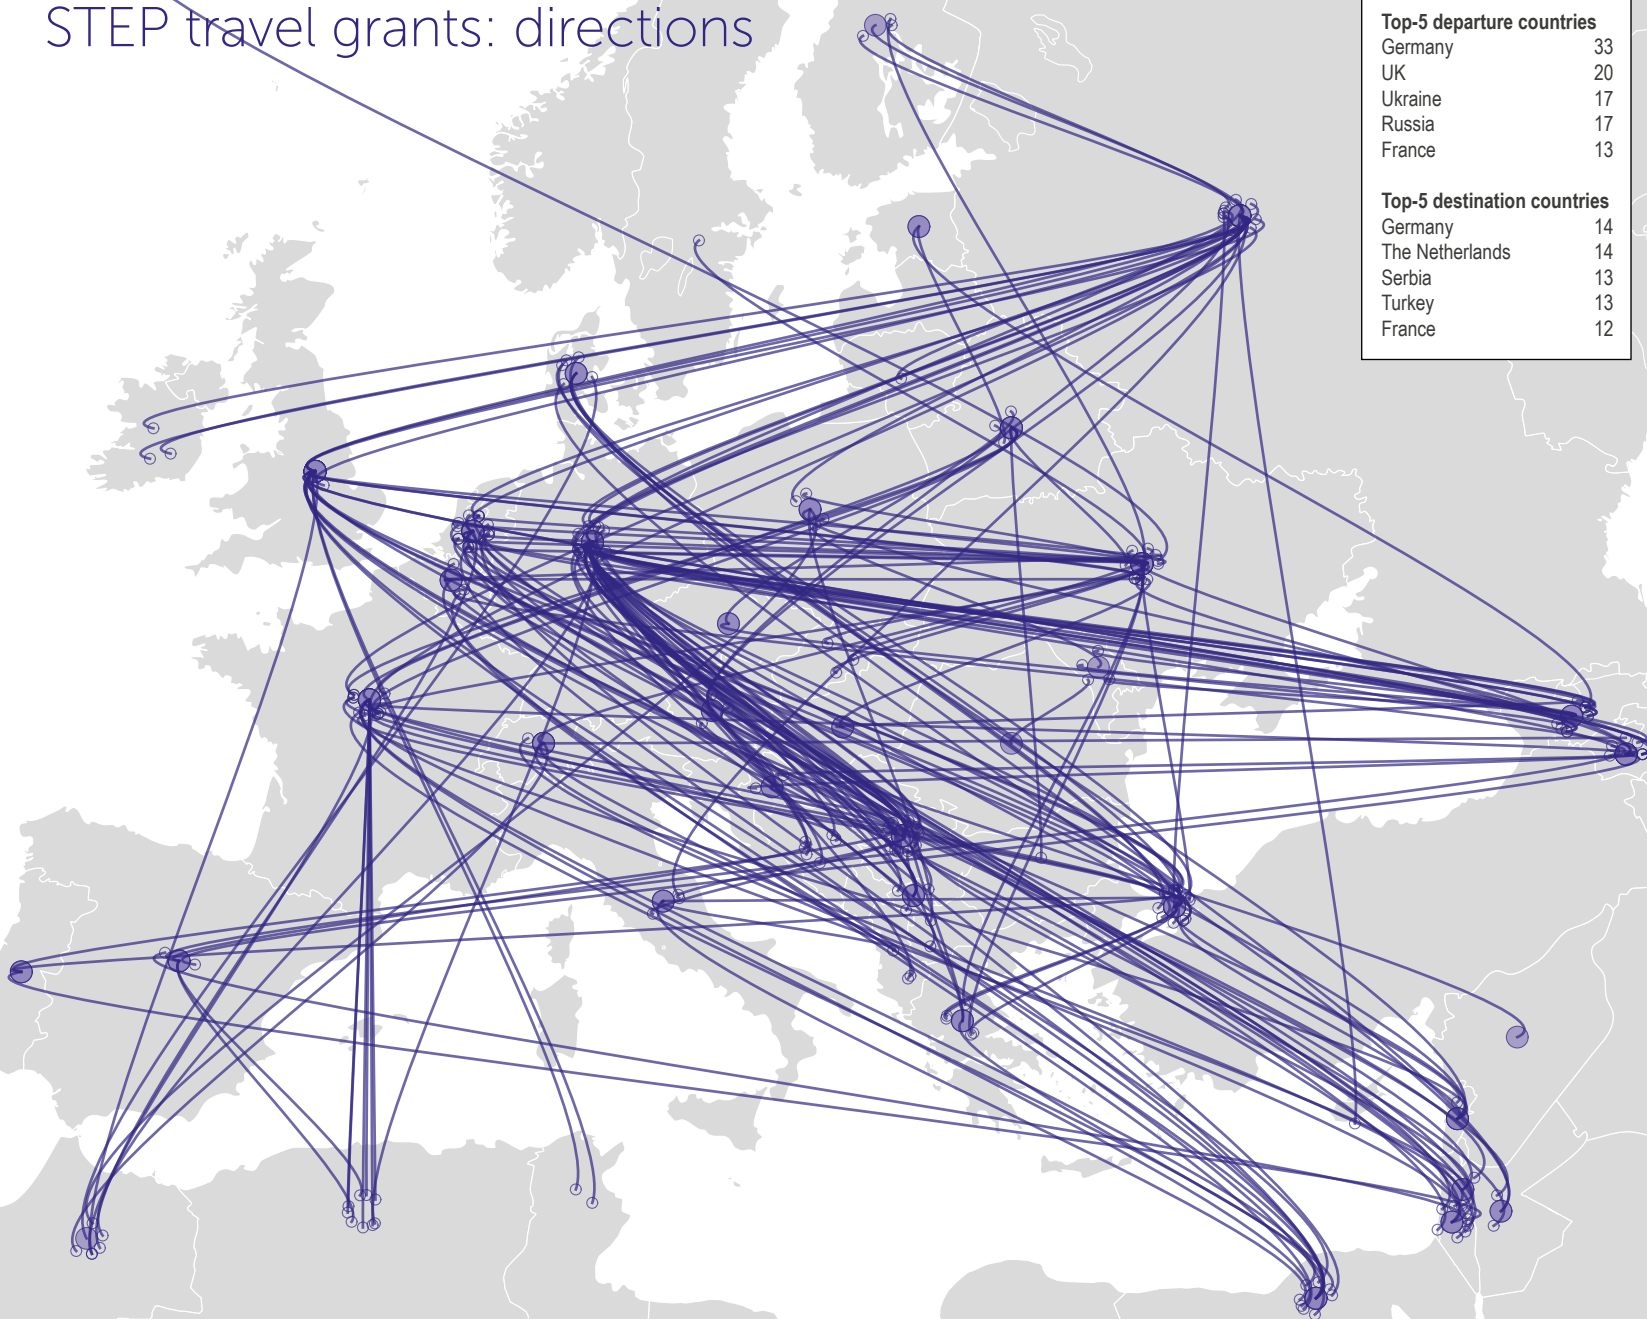 STEP travel grants: directions
Top-5 departure countries
Germany 33
UK 20
Ukraine 17
Russia 17
France 13
Top-5 destination countries
Germany 14
The Netherlands 14
Serbia 13
Turkey 13
France 12